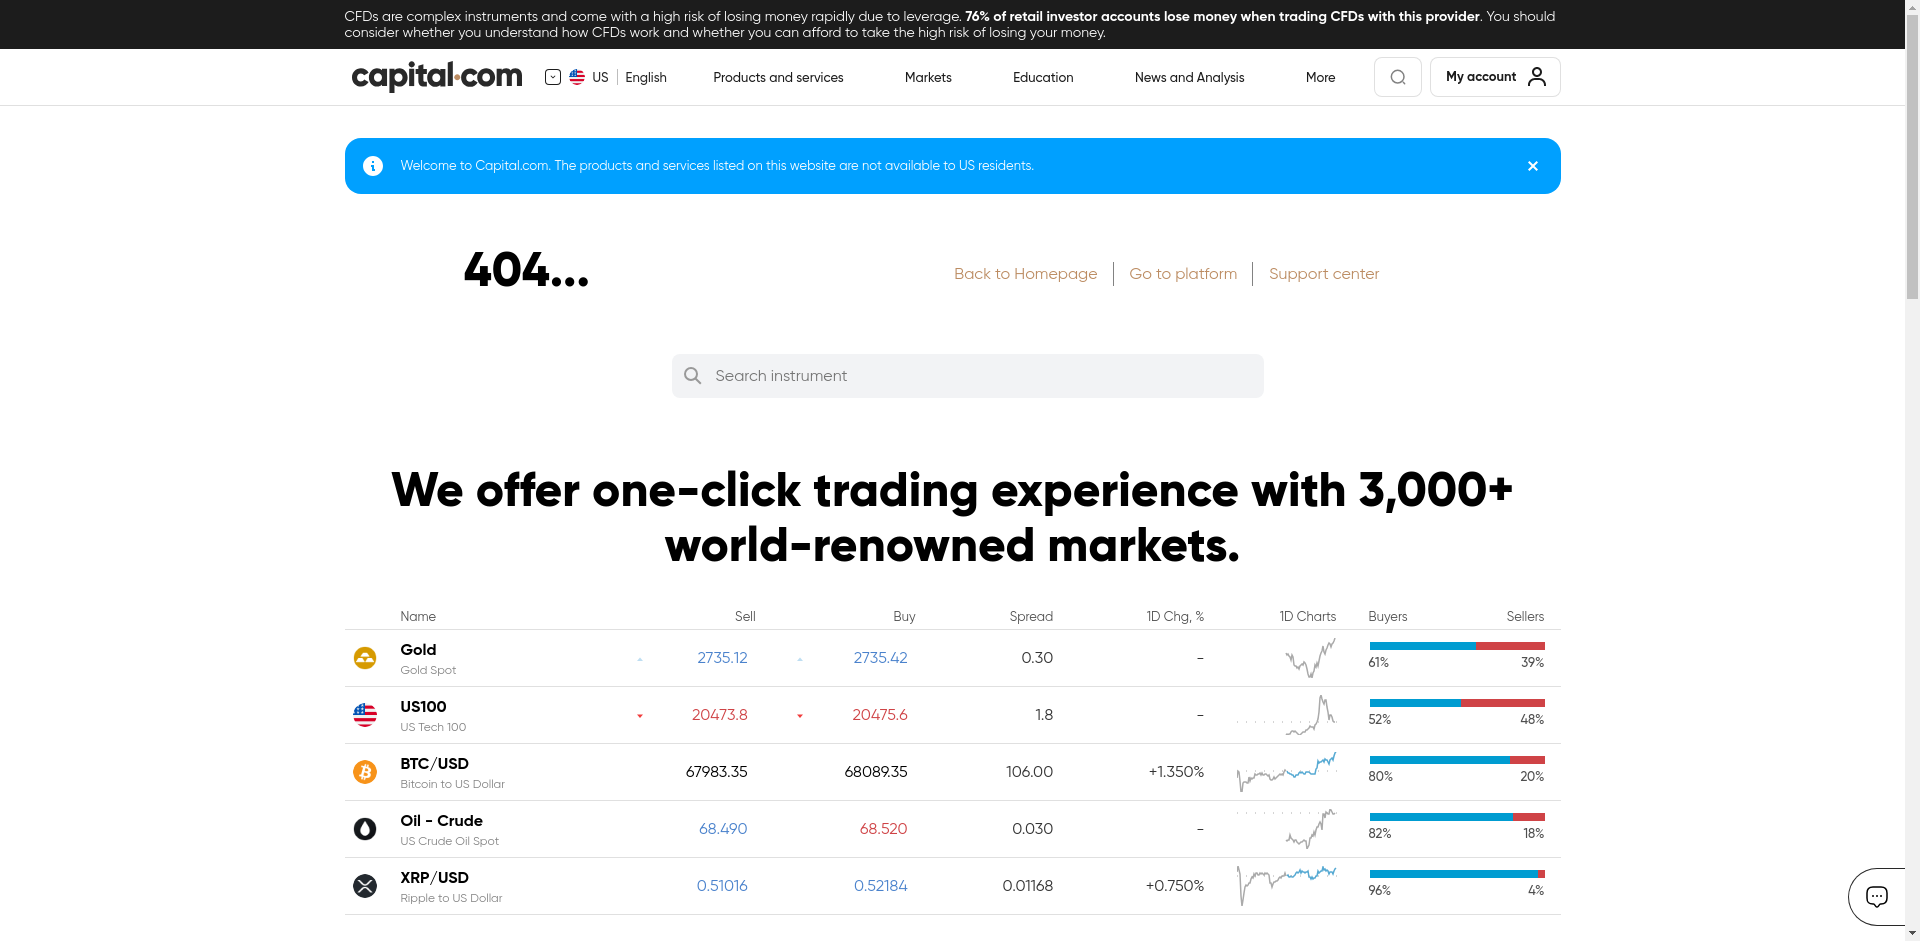 CFDs are complex instruments and come with a high risk of losing money rapidly due to leverage. 76% of retail investor accounts lose money when trading CFDs with this provider. You should
consider whether you understand how CFDs work and whether you can afford to take the high risk of losing your money.
capital.com
US English Products and services Markets Education News and Analysis More My account
Welcome to Capital.com. The products and services listed on this website are not available to US residents.
404...
Back to Homepage Go to platform Support center
Search instrument
We offer one-click trading experience with 3,000+
world-renowned markets.
Name Sell Buy Spread 1D Chg, % 1D Charts Buyers Sellers
Gold 2735.12 2735.42 0.30 -
Gold Spot 61% 39%
US100 20473.8 20475.6 1.8 -
US Tech 100 52% 48%
BTC/USD 67983.35 68089.35 106.00 +1.350%
Bitcoin to US Dollar 80% 20%
Oil - Crude 68.490 68.520 0.030 -
US Crude Oil Spot 82% 18%
XRP/USD 0.51016 0.52184 0.01168 +0.750%
Ripple to US Dollar 96% 4%